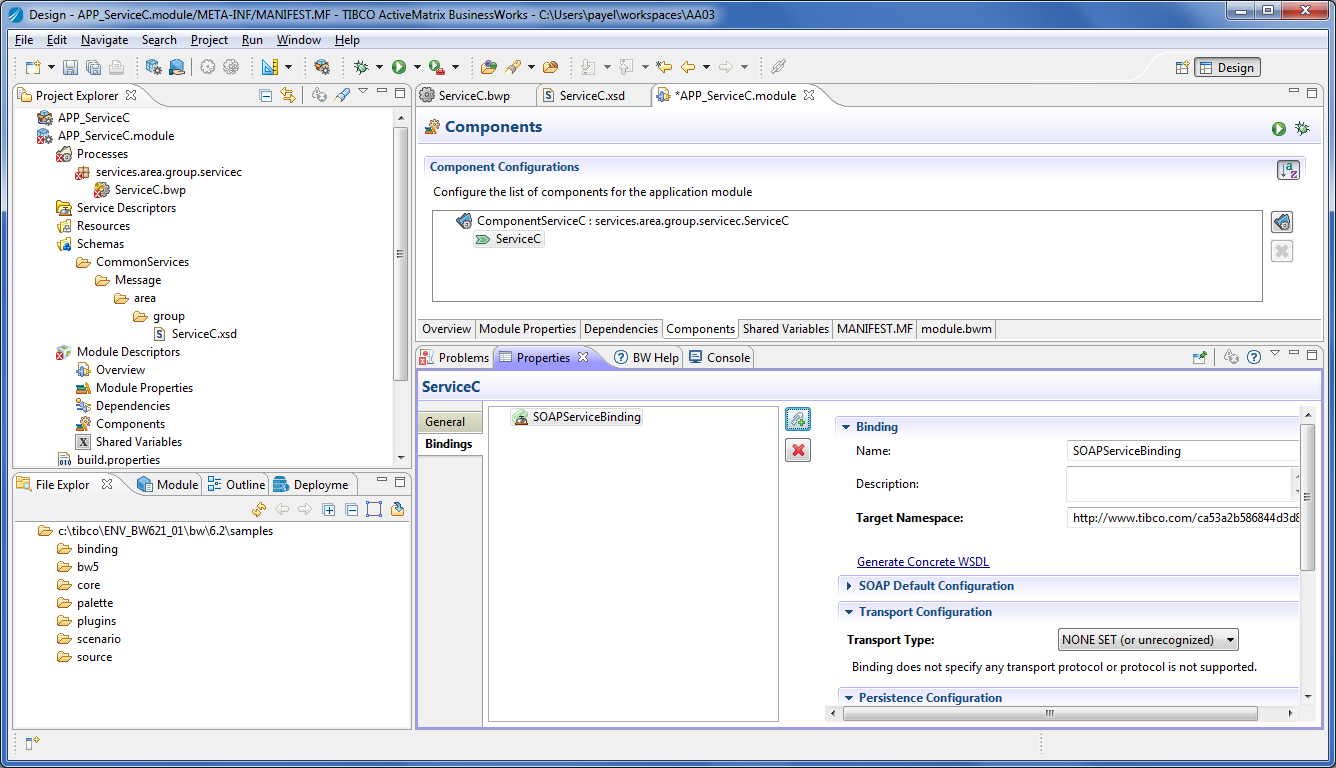 Design - APP_ServiceC.module/META-INF/MANIFEST.MF - TIBCO ActiveMatrix BusinessWorks - C:\Users\payel\workspaces\AA03
File Edit Navigate Search Project Run Window Help
Design
Project Explorer
APP_ServiceC
APP_ServiceC.module
Processes
services.area.group.servicec
ServiceC.bwp
Service Descriptors
Resources
Schemas
CommonServices
Message
area
group
ServiceC.xsd
Module Descriptors
Overview
Module Properties
Dependencies
Components
Shared Variables
build.properties
File Explor Module Outline Deployme
c:\tibco\ENV_BW621_01\bw\6.2\samples
binding
bw5
core
palette
plugins
scenario
source
ServiceC.bwp ServiceC.xsd *APP_ServiceC.module
Components
Component Configurations
Configure the list of components for the application module
ComponentServiceC : services.area.group.servicec.ServiceC
ServiceC
Overview Module Properties Dependencies Components Shared Variables MANIFEST.MF module.bwm
Problems Properties BW Help Console
ServiceC
General
Bindings
SOAPServiceBinding
Binding
Name: SOAPServiceBinding
Description:
Target Namespace: http://www.tibco.com/ca53a2b586844d3d8
Generate Concrete WSDL
SOAP Default Configuration
Transport Configuration
Transport Type: NONE SET (or unrecognized)
Binding does not specify any transport protocol or protocol is not supported.
Persistence Configuration